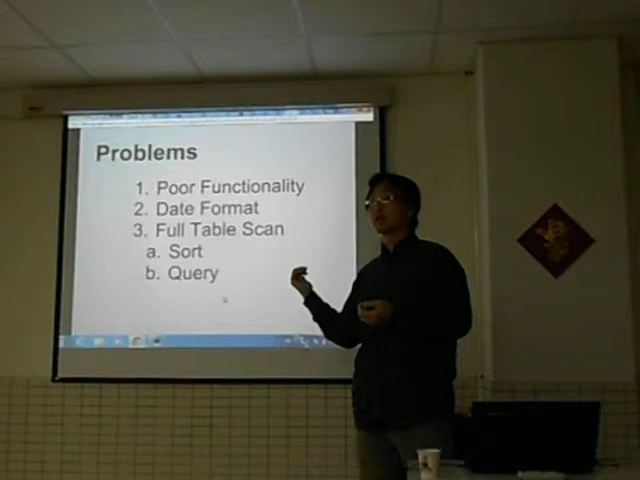 Problems
1. Poor Functionality
2. Date Format
3. Full Table Scan
a. Sort
b. Query